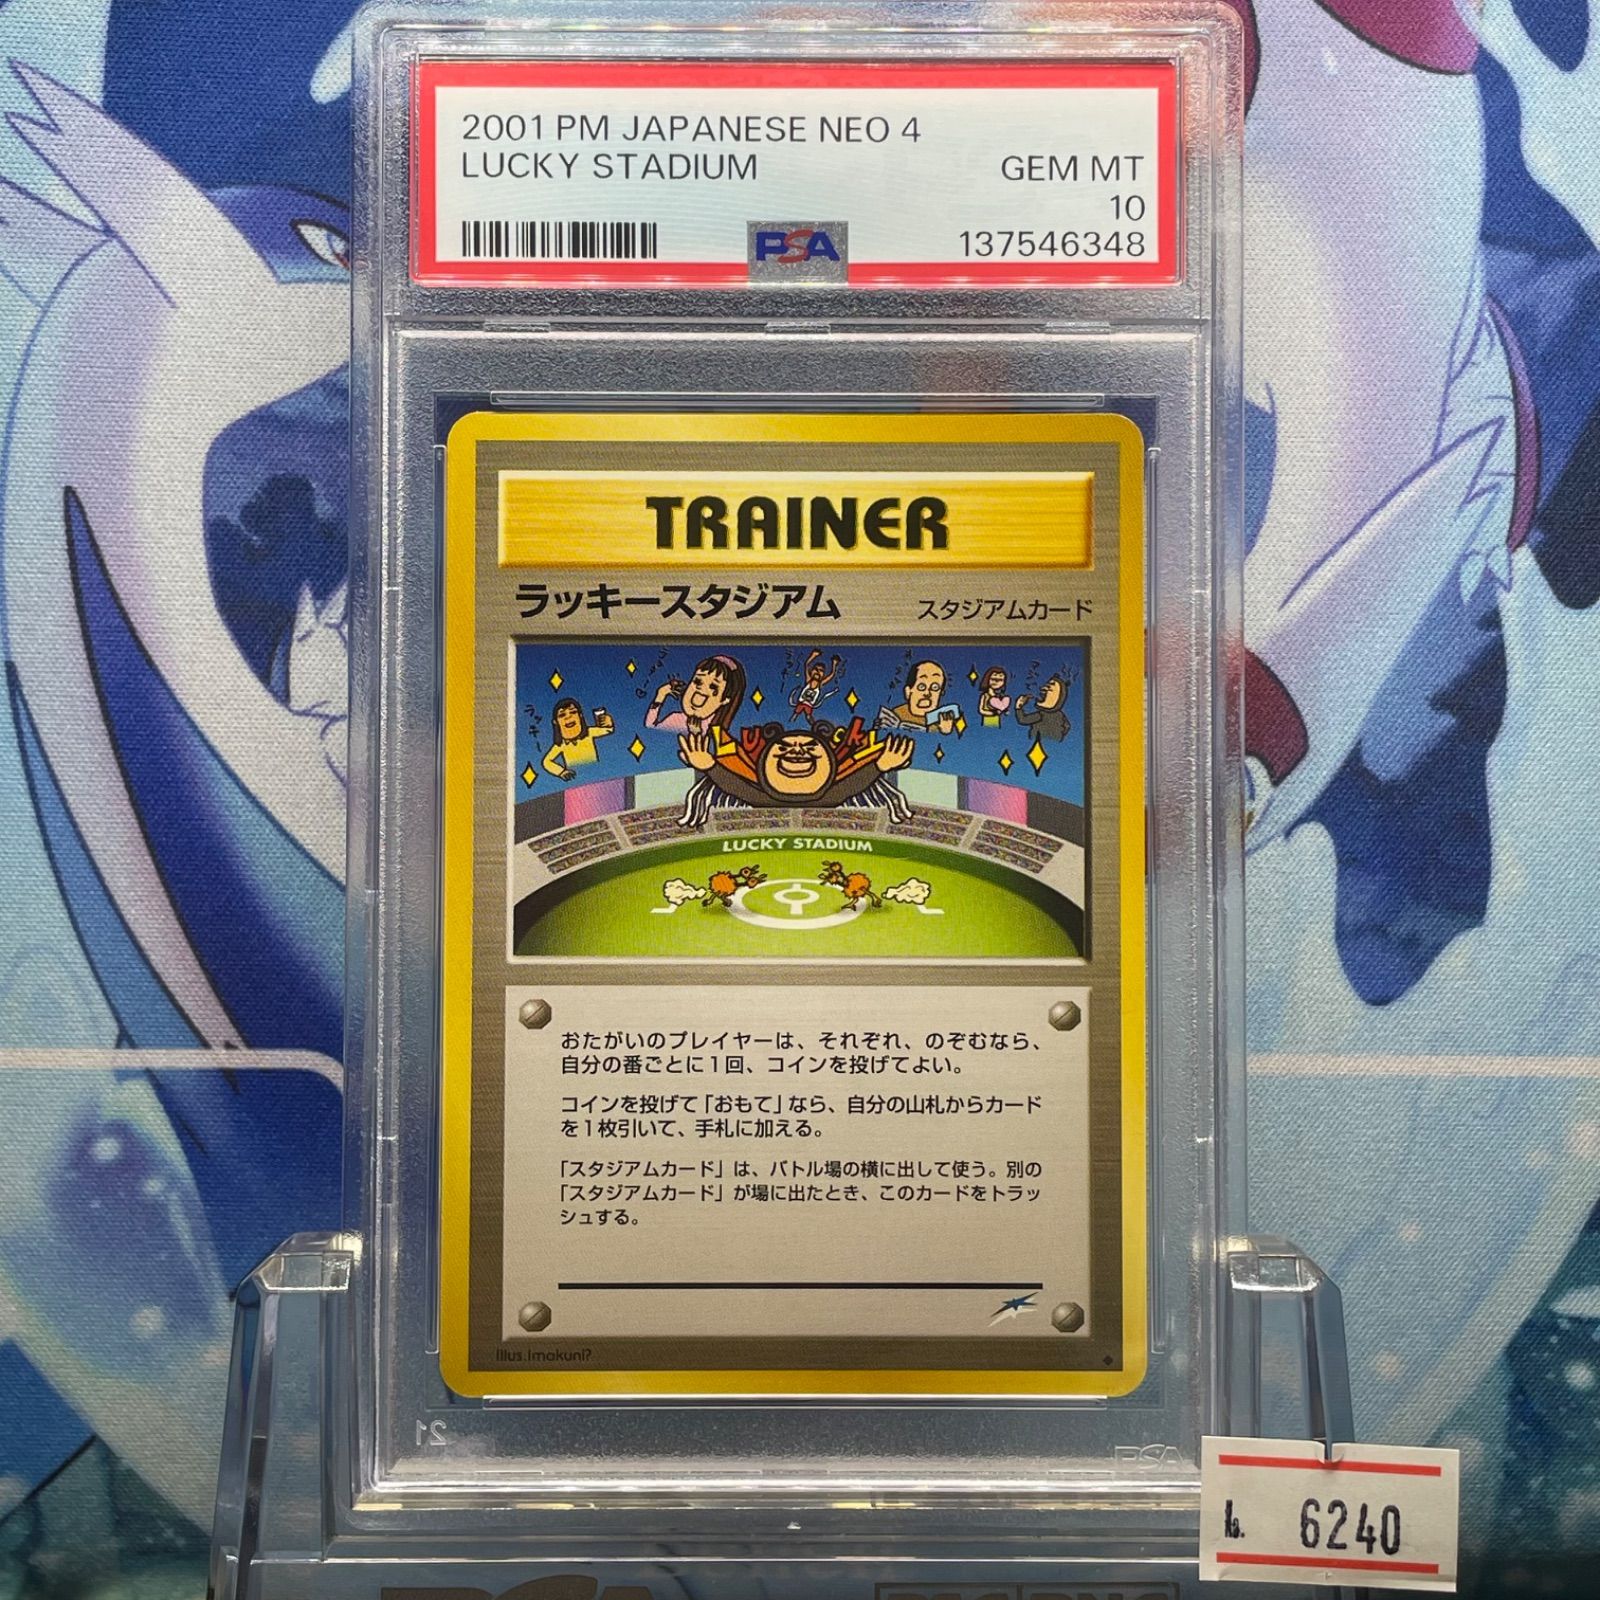 2001 PM JAPANESE NEO 4
LUCKY STADIUM
GEM MT
10
PSA
137546348
TRAINER
ラッキースタジアム
スタジアムカード
LUCKY STADIUM
おたがいのプレイヤーは、それぞれ、のぞむなら、
自分の番ごとに1回、コインを投げてよい。
コインを投げて「おもて」なら、自分の山札からカード
を1枚引いて、手札に加える。
「スタジアムカード」は、バトル場の横に出して使う。別の
「スタジアムカード」が場に出たとき、このカードをトラッ
シュする。
Illus.Imakuni?
21
PSA
6240